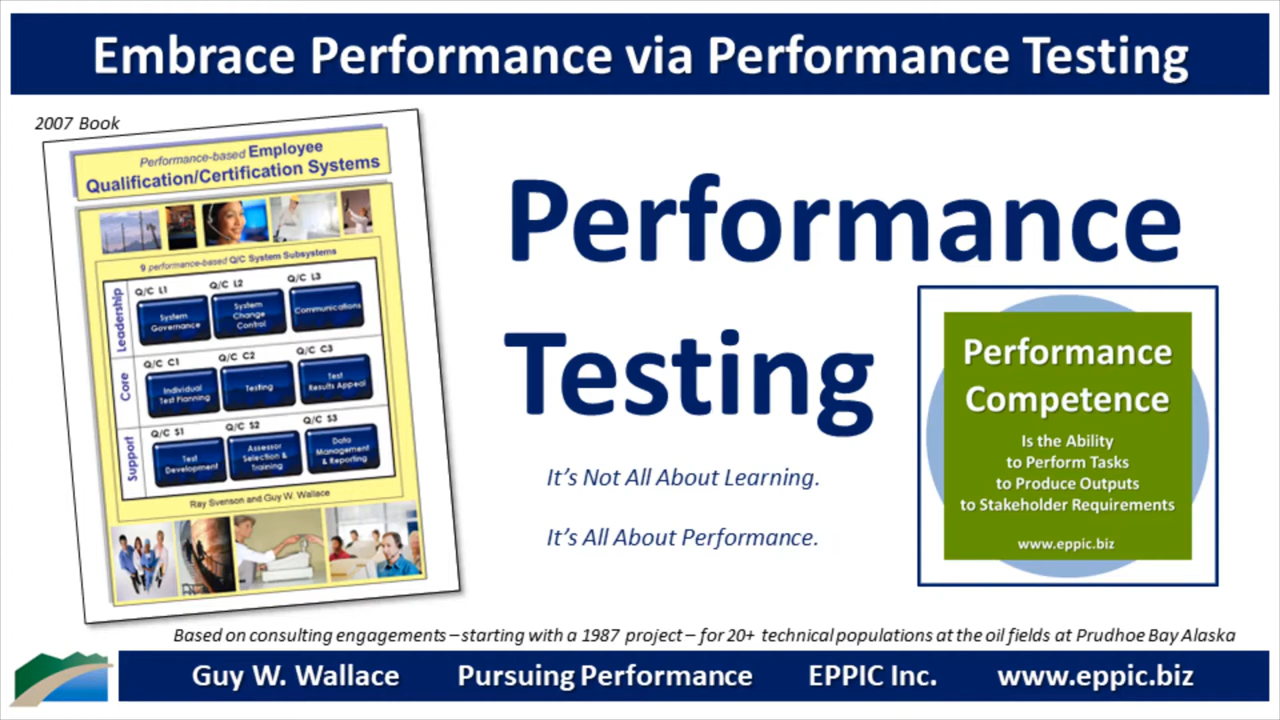 Embrace Performance via Performance Testing
2007 Book
Performance-based Employee
Qualification/Certification Systems
9 performance-based Q/C System Subsystems
Leadership
Q/C L1
Q/C L2
Q/C L3
System
Governance
System
Change
Control
Communications
Core
Q/C C1
Q/C C2
Q/C C3
Individual
Test Planning
Testing
Test
Results Appeal
Support
Q/C S1
Q/C S2
Q/C S3
Test
Development
Assessor
Selection &
Training
Data
Management
& Reporting
Ray Svenson and Guy W. Wallace
Performance
Testing
It's Not All About Learning.
It's All About Performance.
Performance
Competence
Is the Ability
to Perform Tasks
to Produce Outputs
to Stakeholder Requirements
www.eppic.biz
Based on consulting engagements – starting with a 1987 project – for 20+ technical populations at the oil fields at Prudhoe Bay Alaska
Guy W. Wallace Pursuing Performance EPPIC Inc. www.eppic.biz